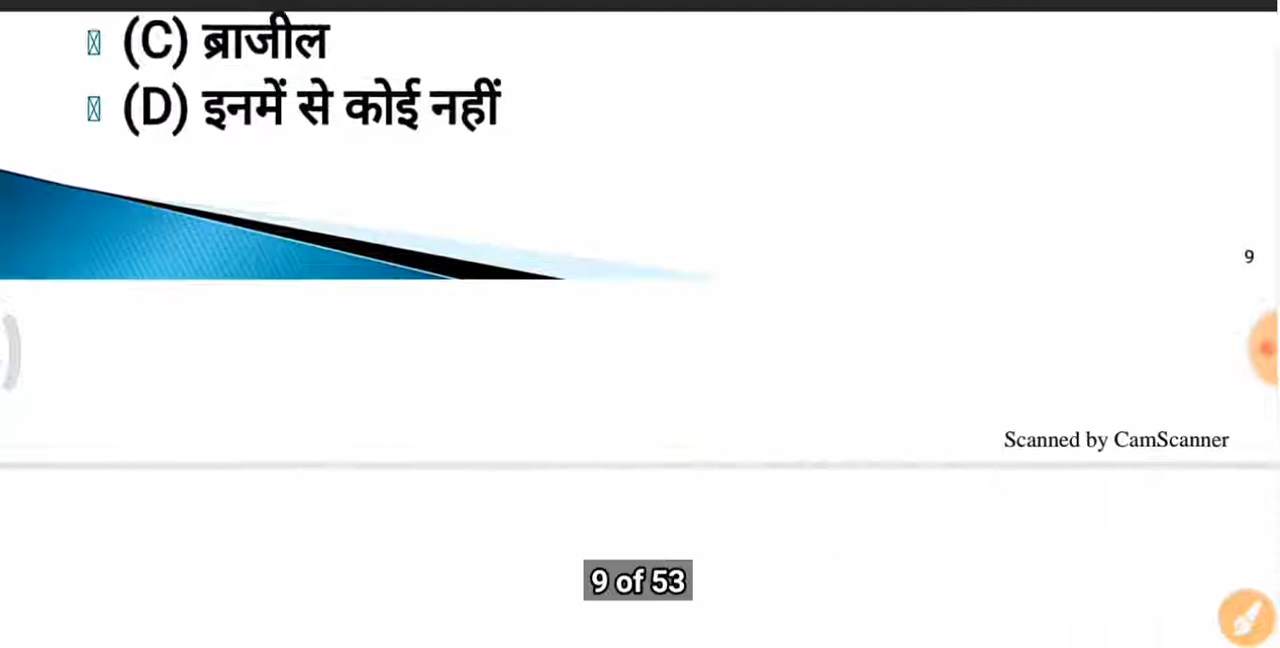 (C) ब्राजील
(D) इनमें से कोई नहीं
9
Scanned by CamScanner
9 of 53